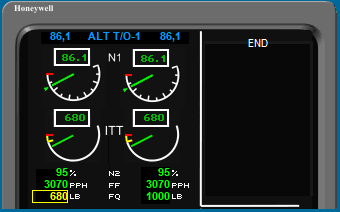 Honeywell
86,1 ALT T/O-1 86,1
END
86.1 N1 86.1
680 ITT 680
95% N2 95%
3070 PPH FF 3070 PPH
680 LB FQ 1000 LB